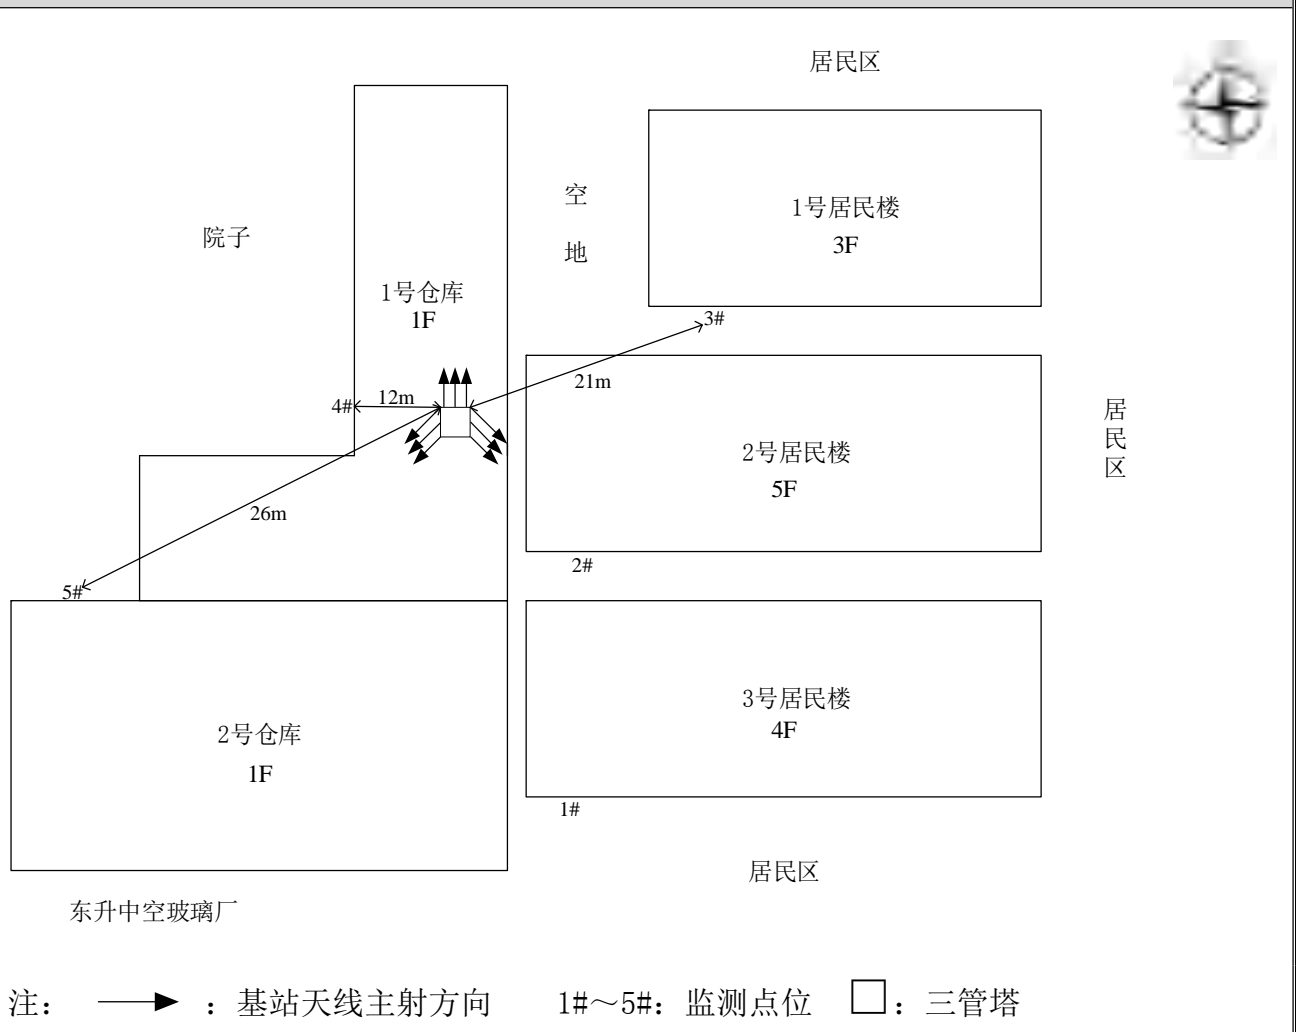 居民区
空
地
1号居民楼
3F
院子
1号仓库
1F
3#
21m
12m
4#
居
民
区
2号居民楼
5F
26m
2#
5#
3号居民楼
4F
2号仓库
1F
1#
居民区
东升中空玻璃厂
注： ：基站天线主射方向 1#～5#：监测点位 ：三管塔